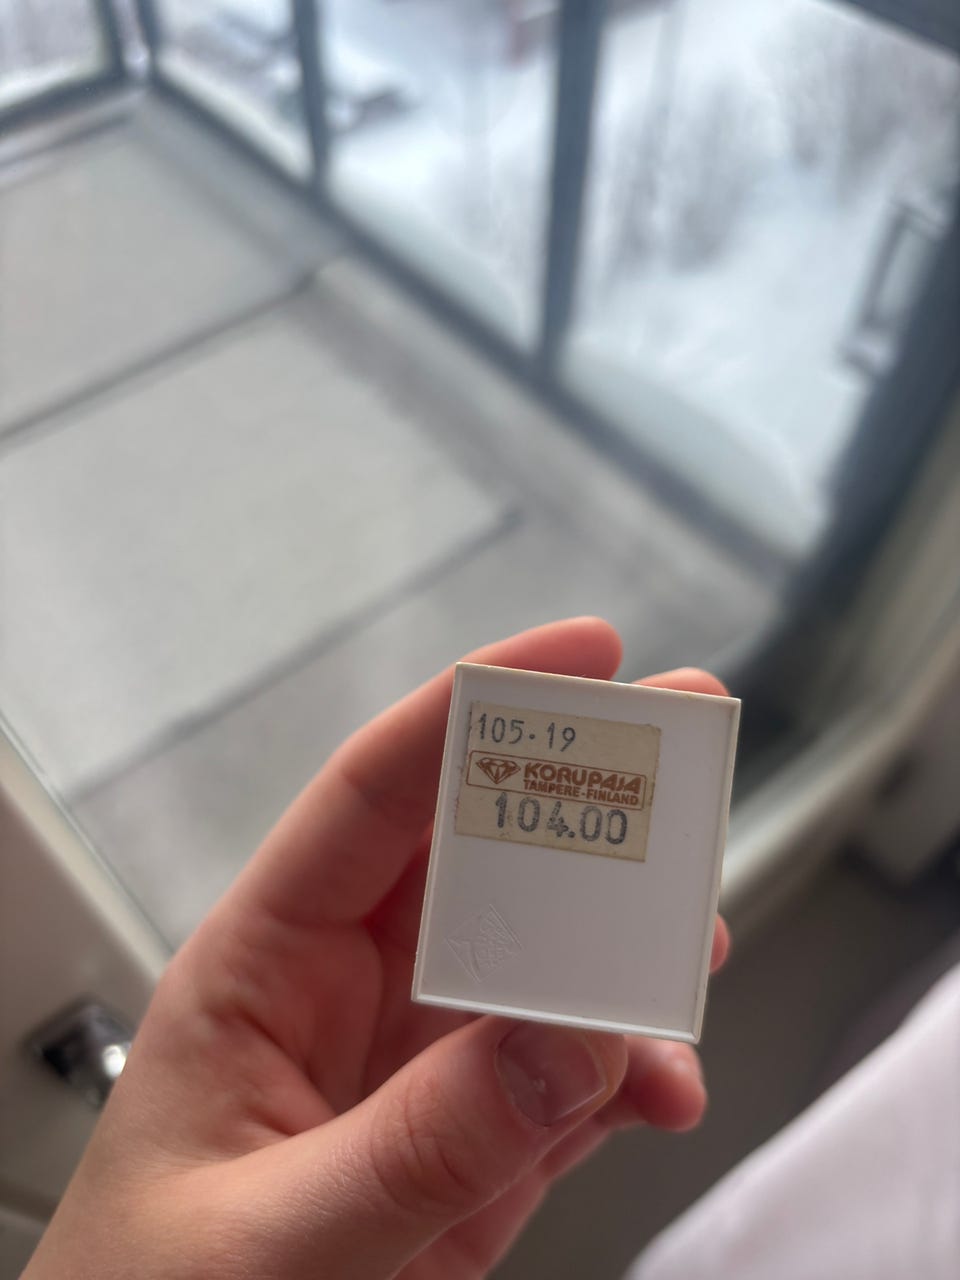 105.19
KORUPAJA
TAMPERE-FINLAND
104.00